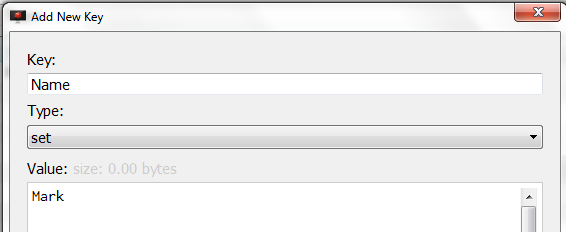 Add New Key
Key:
Name
Type:
set
Value: size: 0.00 bytes
Mark